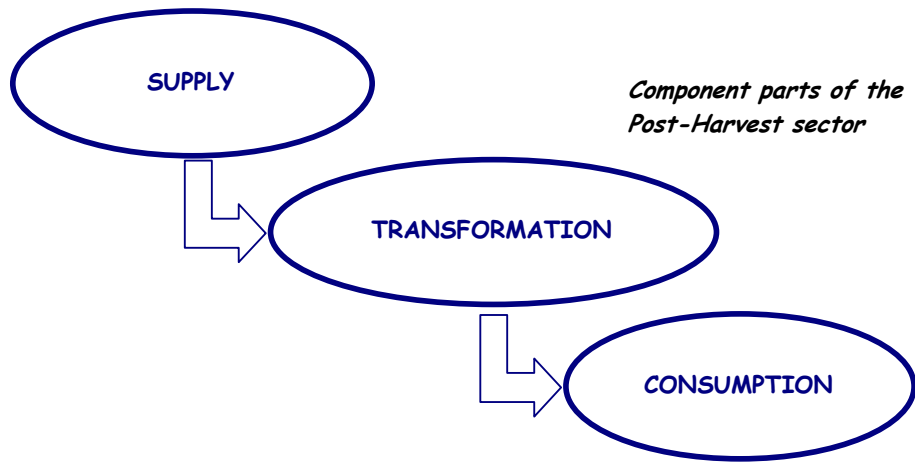 SUPPLY
Component parts of the
Post-Harvest sector
TRANSFORMATION
CONSUMPTION